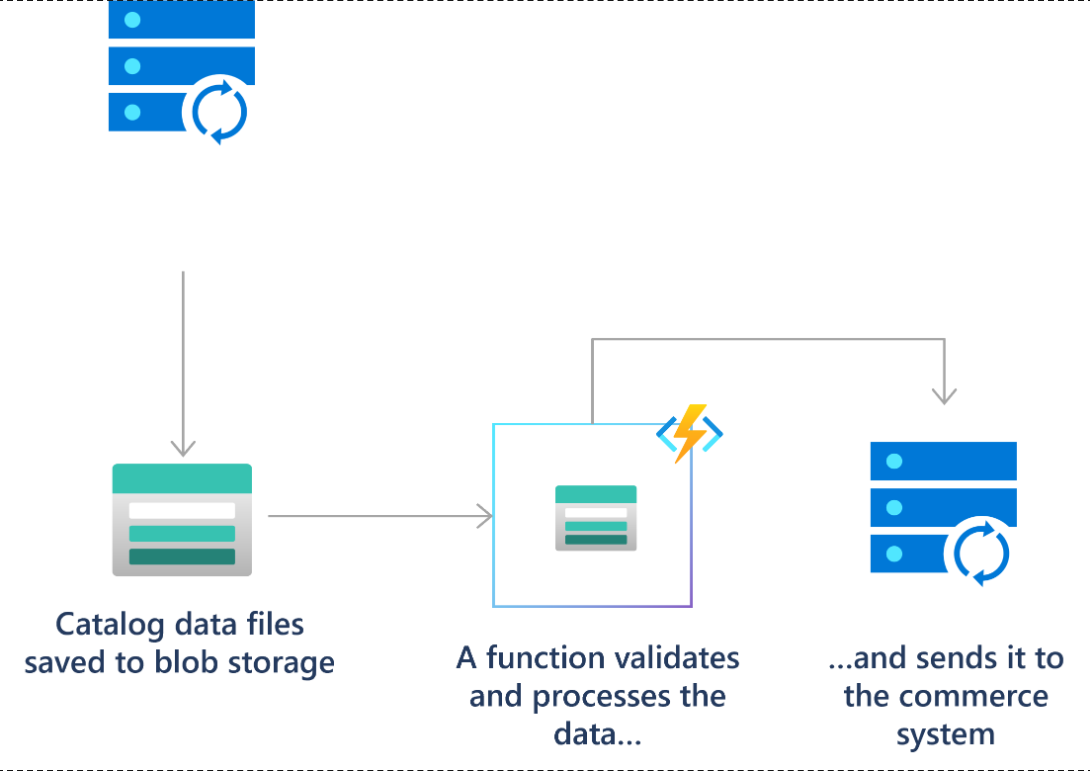 Catalog data files
saved to blob storage
A function validates
and processes the
data...
...and sends it to
the commerce
system